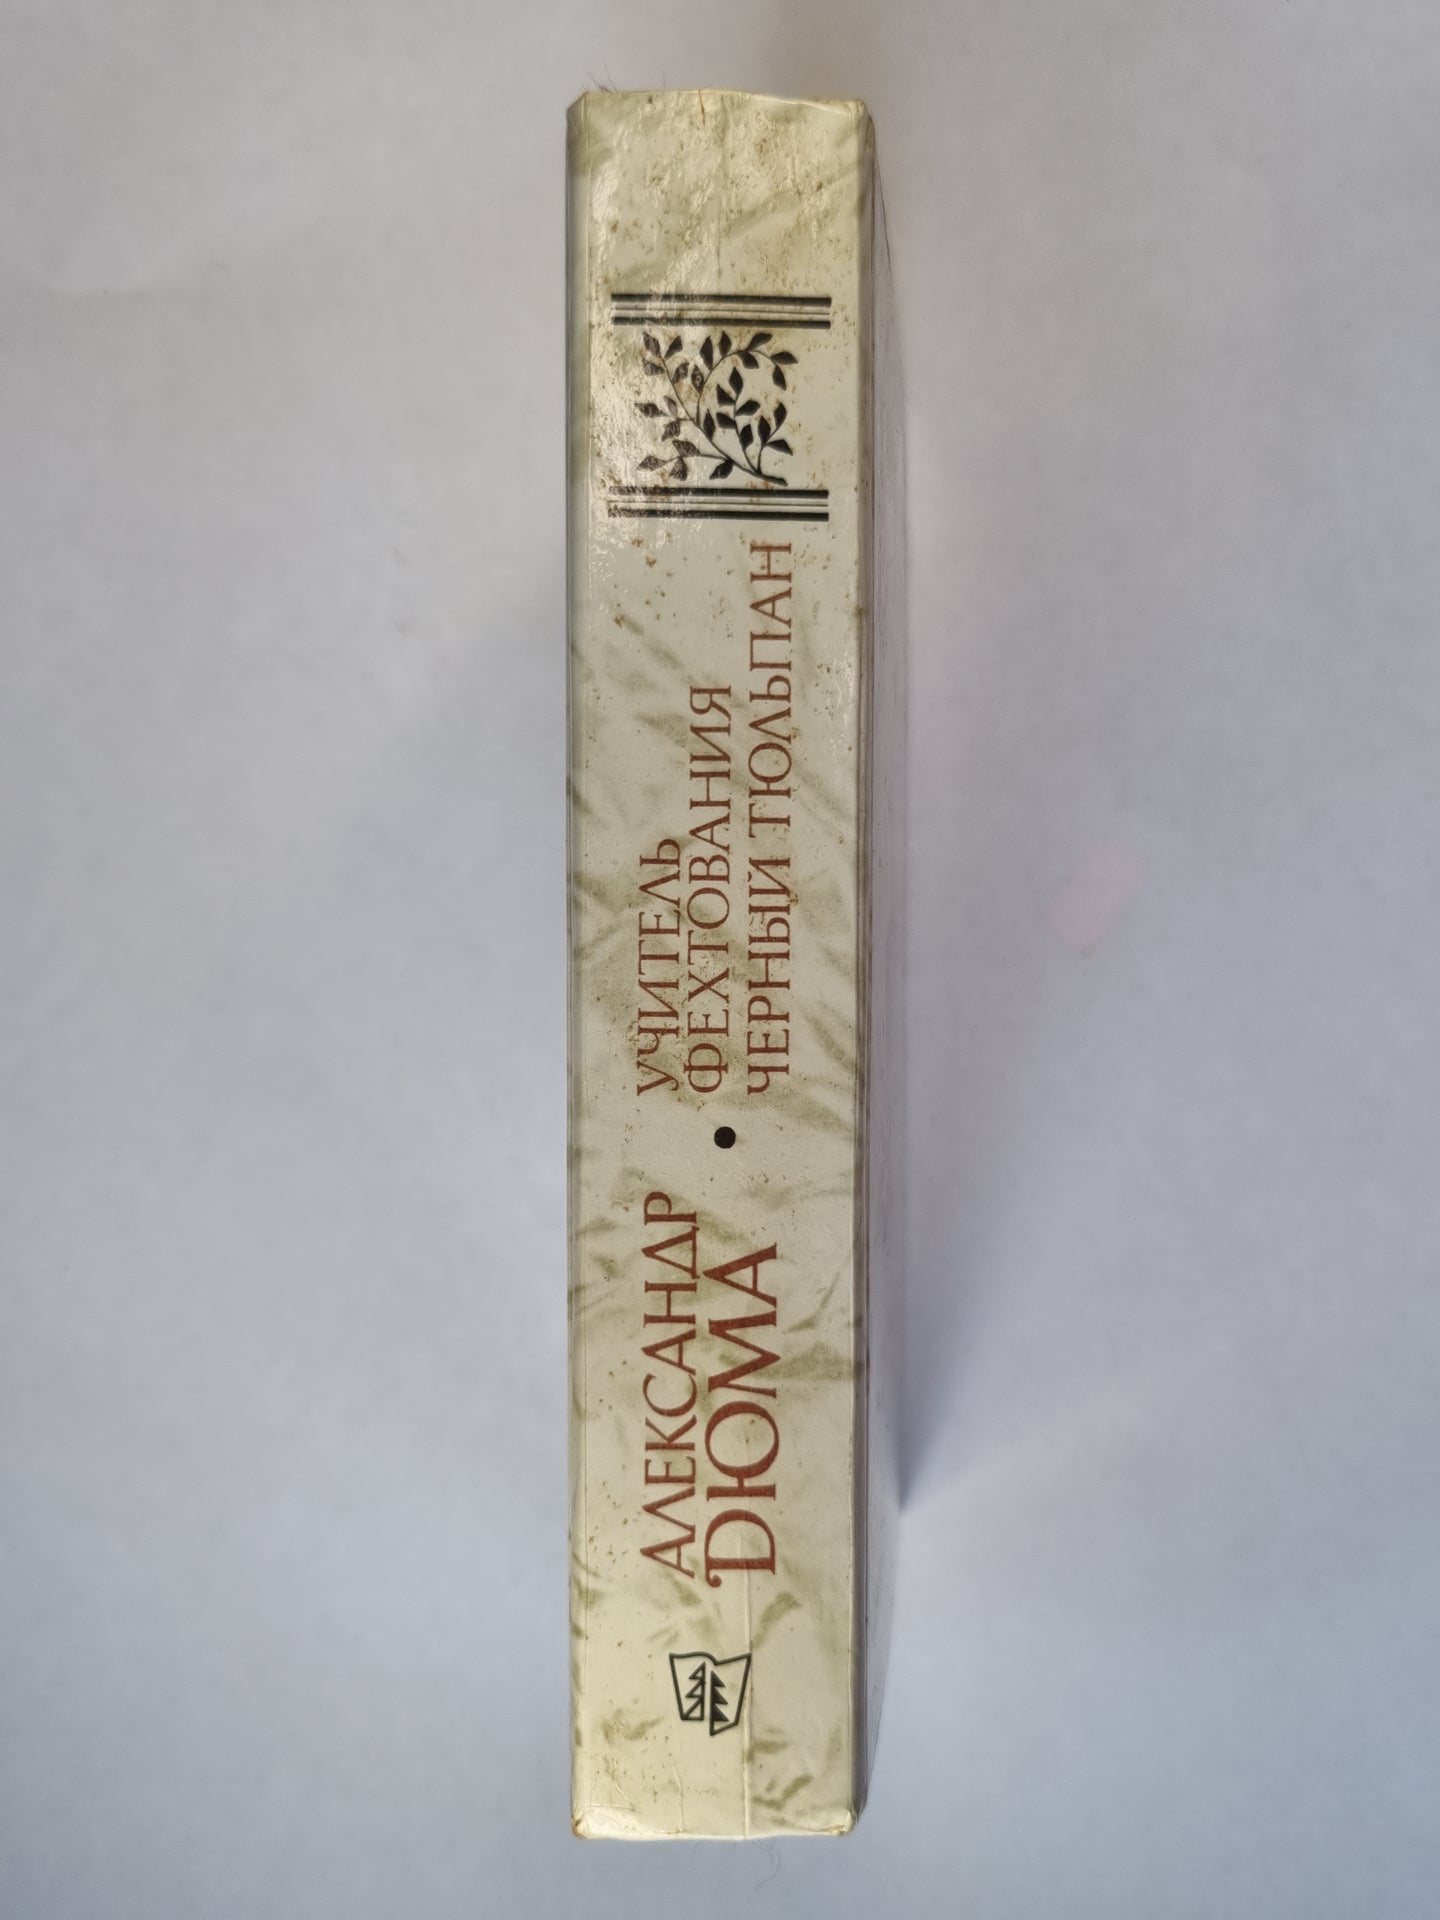 АЛЕКСАНДР
ДЮМА
•
УЧИТЕЛЬ
ФЕХТОВАНИЯ
ЧЕРНЫЙ ТЮЛЬПАН